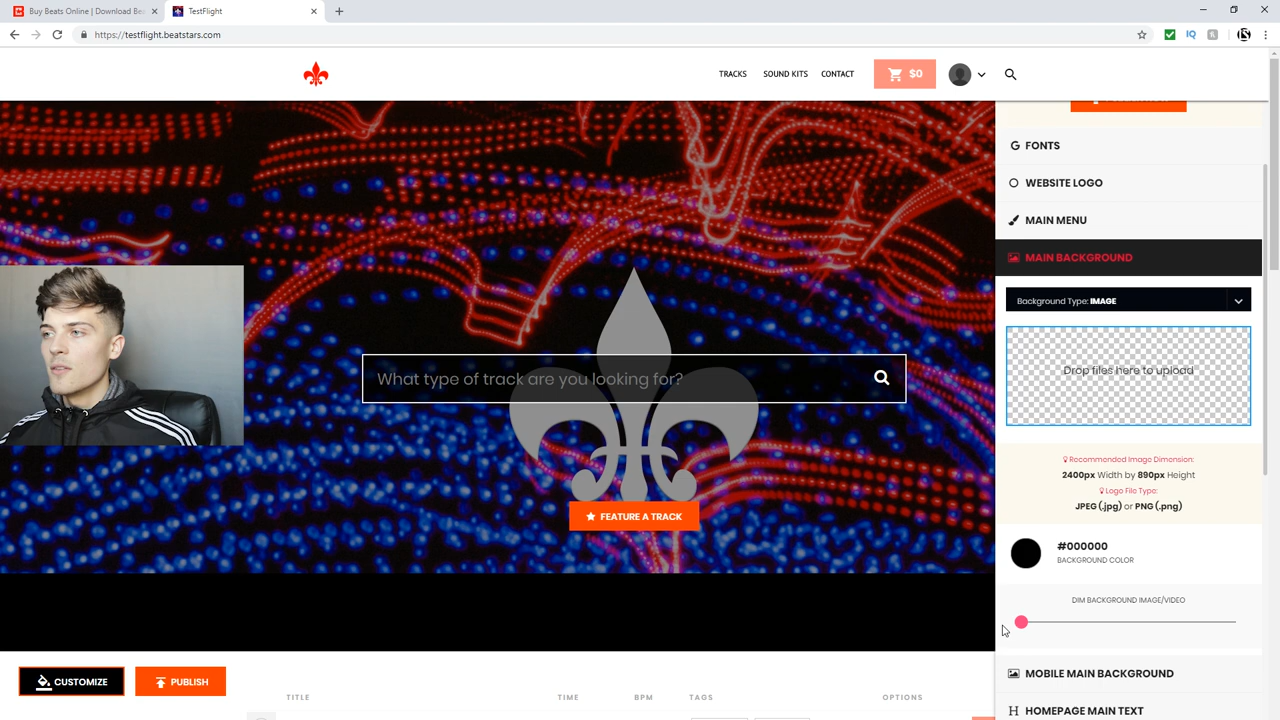 Buy Beats Online | Download Bea
TestFlight
https://testflight.beatstars.com
IQ
TRACKS
SOUND KITS
CONTACT
$0
FONTS
WEBSITE LOGO
MAIN MENU
MAIN BACKGROUND
Background Type: IMAGE
Drop files here to upload
Recommended Image Dimension:
2400px Width by 890px Height
Logo File Type:
JPEG (.jpg) or PNG (.png)
#000000
BACKGROUND COLOR
DIM BACKGROUND IMAGE/VIDEO
MOBILE MAIN BACKGROUND
HOMEPAGE MAIN TEXT
What type of track are you looking for?
FEATURE A TRACK
CUSTOMIZE
PUBLISH
TITLE
TIME
BPM
TAGS
OPTIONS